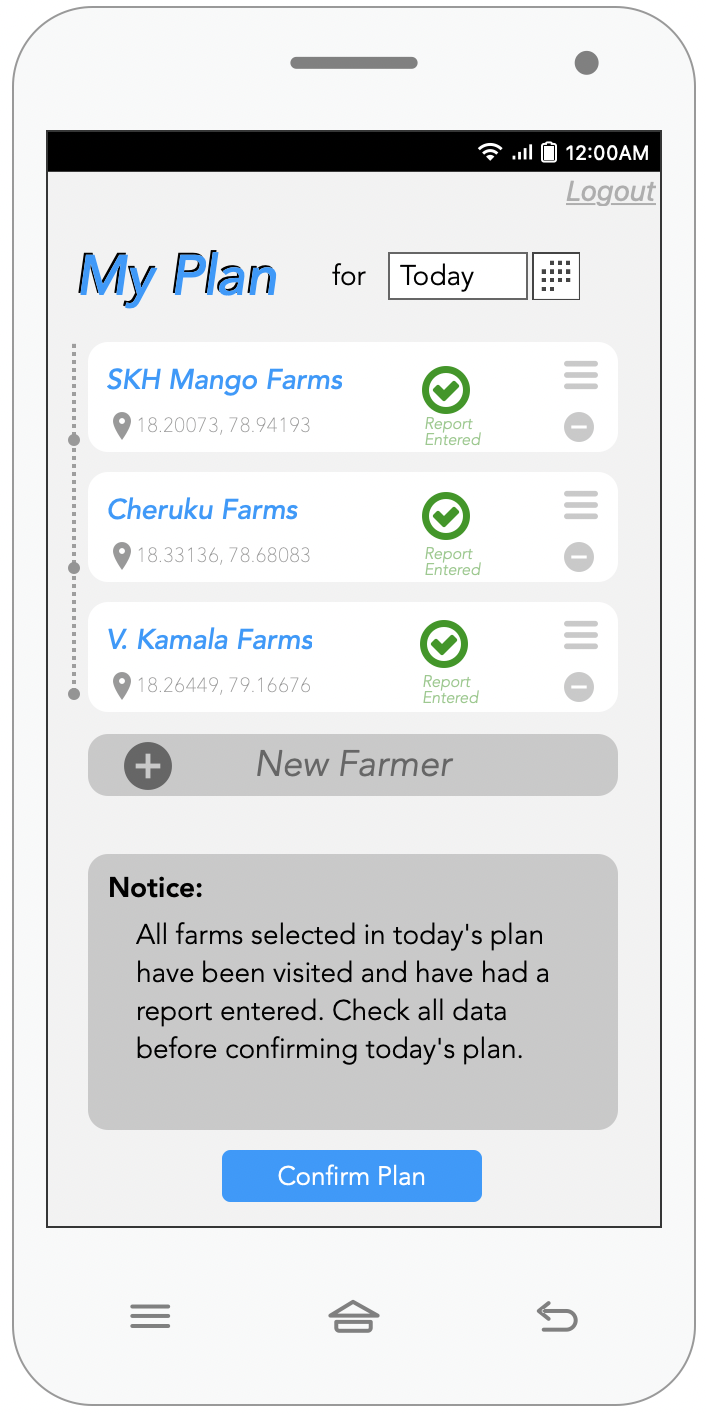 12:00AM
Logout
My Plan for Today
SKH Mango Farms
18.20073, 78.94193
Report
Entered
Cheruku Farms
18.33136, 78.68083
Report
Entered
V. Kamala Farms
18.26449, 79.16676
Report
Entered
New Farmer
Notice:
All farms selected in today's plan
have been visited and have had a
report entered. Check all data
before confirming today's plan.
Confirm Plan